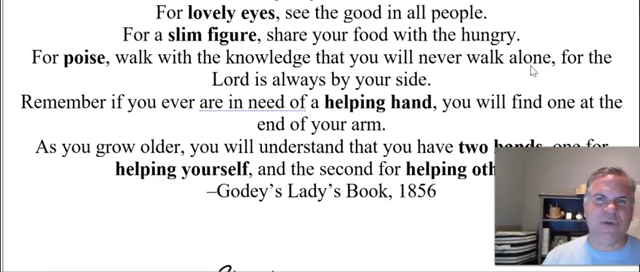 For lovely eyes, see the good in all people.
For a slim figure, share your food with the hungry.
For poise, walk with the knowledge that you will never walk alone, for the
Lord is always by your side.
Remember if you ever are in need of a helping hand, you will find one at the
end of your arm.
As you grow older, you will understand that you have two hands, one for
helping yourself, and the second for helping oth
–Godey's Lady's Book, 1856